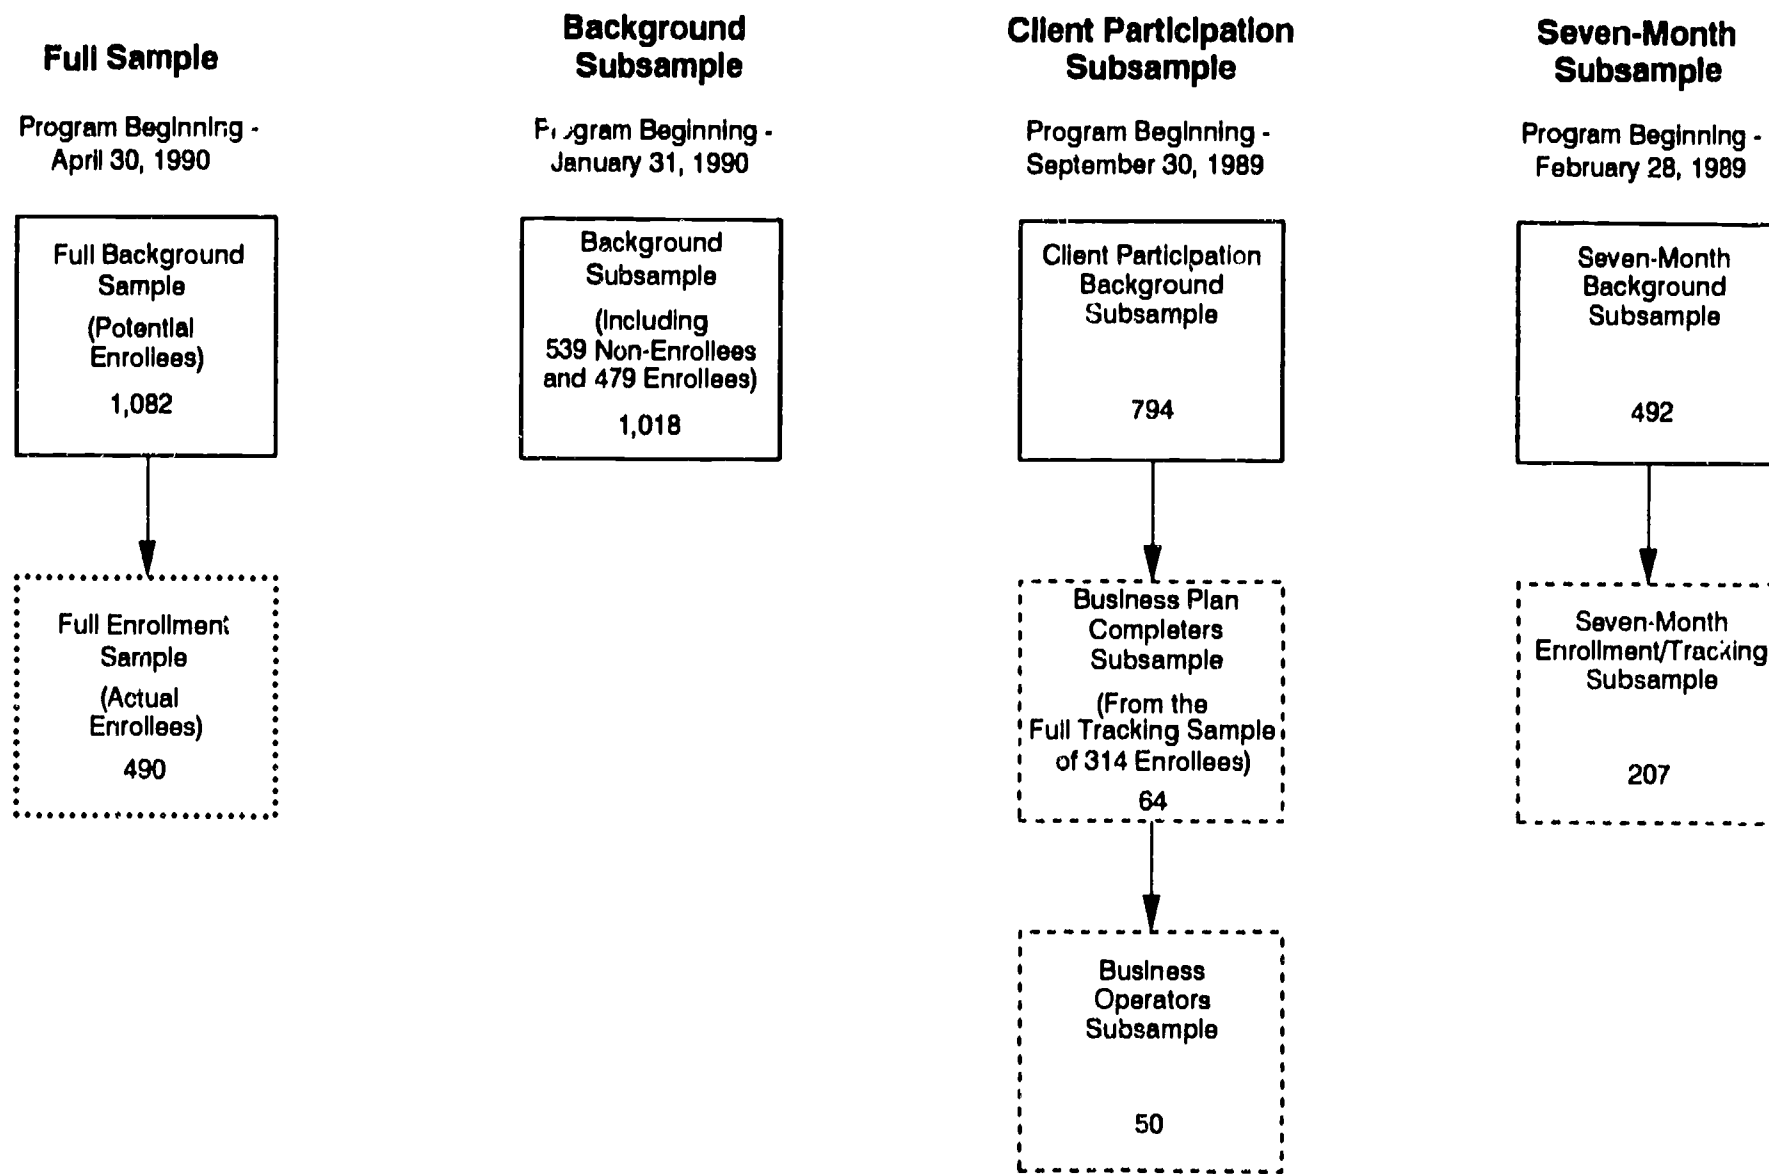 Full Sample
Program Beginning -
April 30, 1990
Full Background
Sample
(Potential
Enrollees)
1,082
Full Enrollment
Sample
(Actual
Enrollees)
490
Background
Subsample
Program Beginning -
January 31, 1990
Background
Subsample
(Including
539 Non-Enrollees
and 479 Enrollees)
1,018
Client Participation
Subsample
Program Beginning -
September 30, 1989
Client Participation
Background
Subsample
794
Business Plan
Completers
Subsample
(From the
Full Tracking Sample
of 314 Enrollees)
64
Business
Operators
Subsample
50
Seven-Month
Subsample
Program Beginning -
February 28, 1989
Seven-Month
Background
Subsample
492
Seven-Month
Enrollment/Tracking
Subsample
207